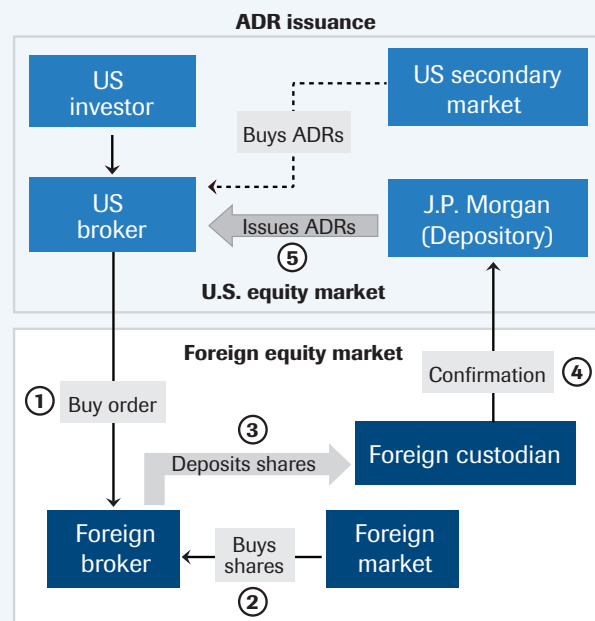 ADR issuance
US
investor
US secondary
market
Buys ADRs
US
broker
Issues ADRs
5
J.P. Morgan
(Depository)
U.S. equity market
Foreign equity market
1
Buy order
3
Deposits shares
Confirmation
4
Foreign custodian
Foreign
broker
Buys
shares
2
Foreign
market